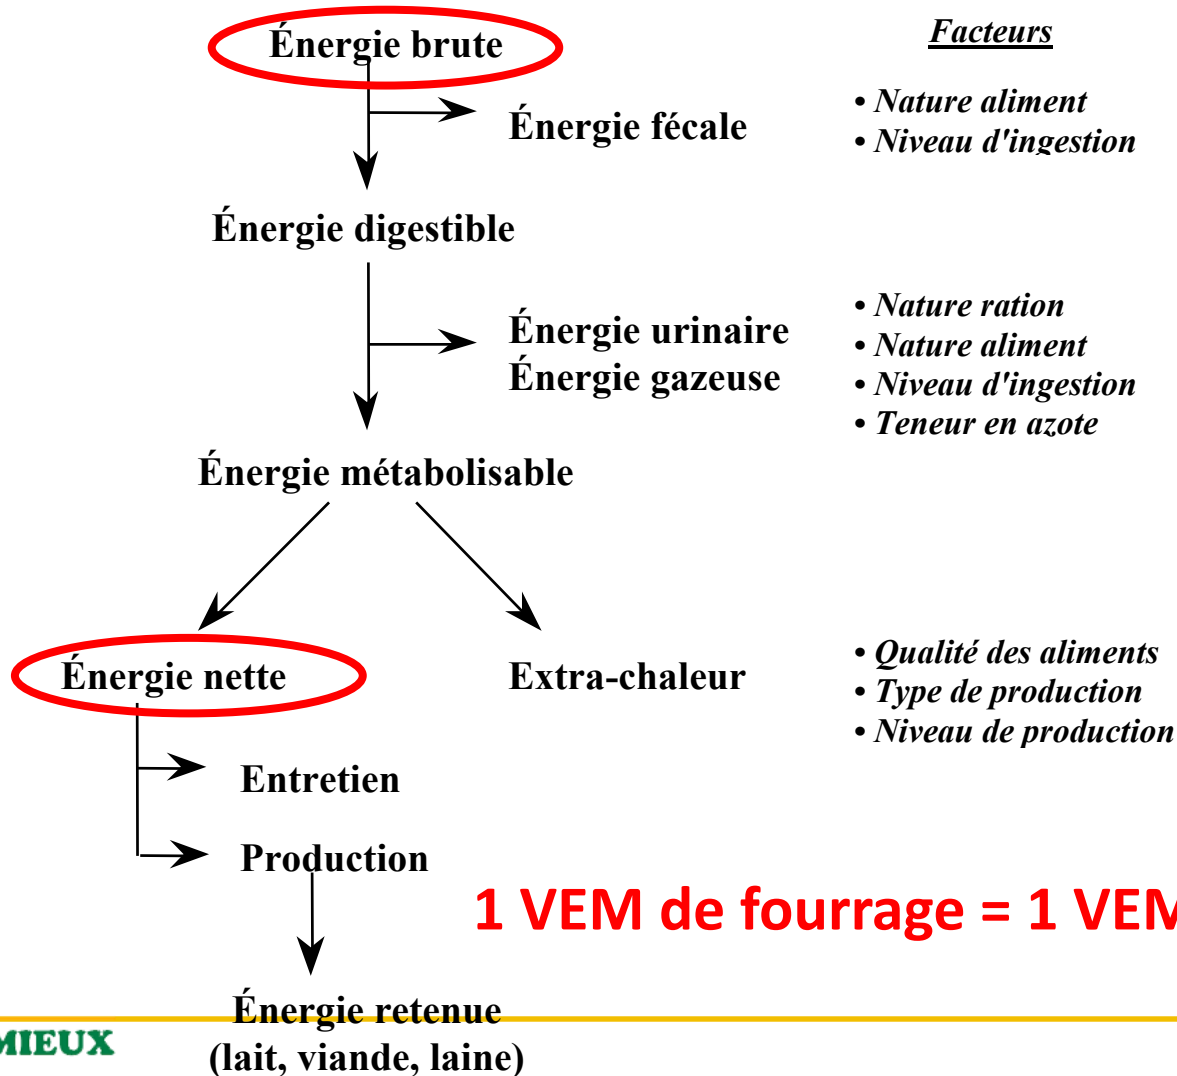 Énergie brute
Facteurs
Énergie fécale
• Nature aliment
• Niveau d'ingestion
Énergie digestible
Énergie urinaire
Énergie gazeuse
• Nature ration
• Nature aliment
• Niveau d'ingestion
• Teneur en azote
Énergie métabolisable
Énergie nette
Extra-chaleur
• Qualité des aliments
• Type de production
• Niveau de production
Entretien
Production
1 VEM de fourrage = 1 VEM
Énergie retenue
(lait, viande, laine)
MIEUX